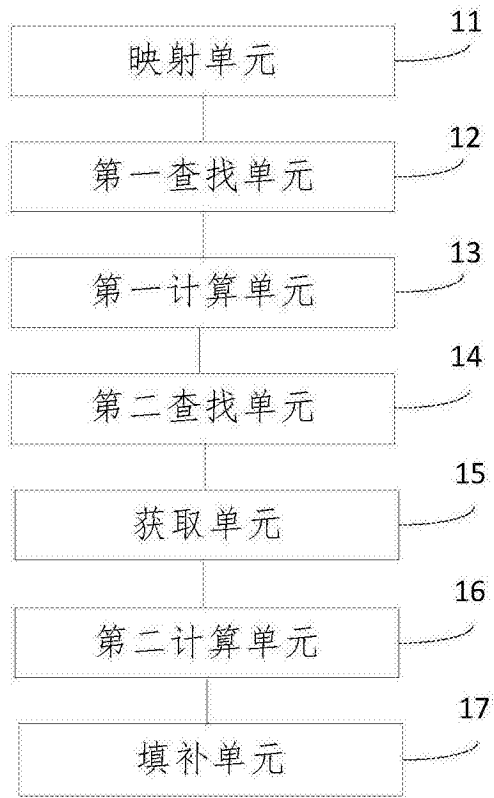 11
映射单元
12
第一查找单元
13
第一计算单元
14
第二查找单元
15
获取单元
16
第二计算单元
17
填补单元